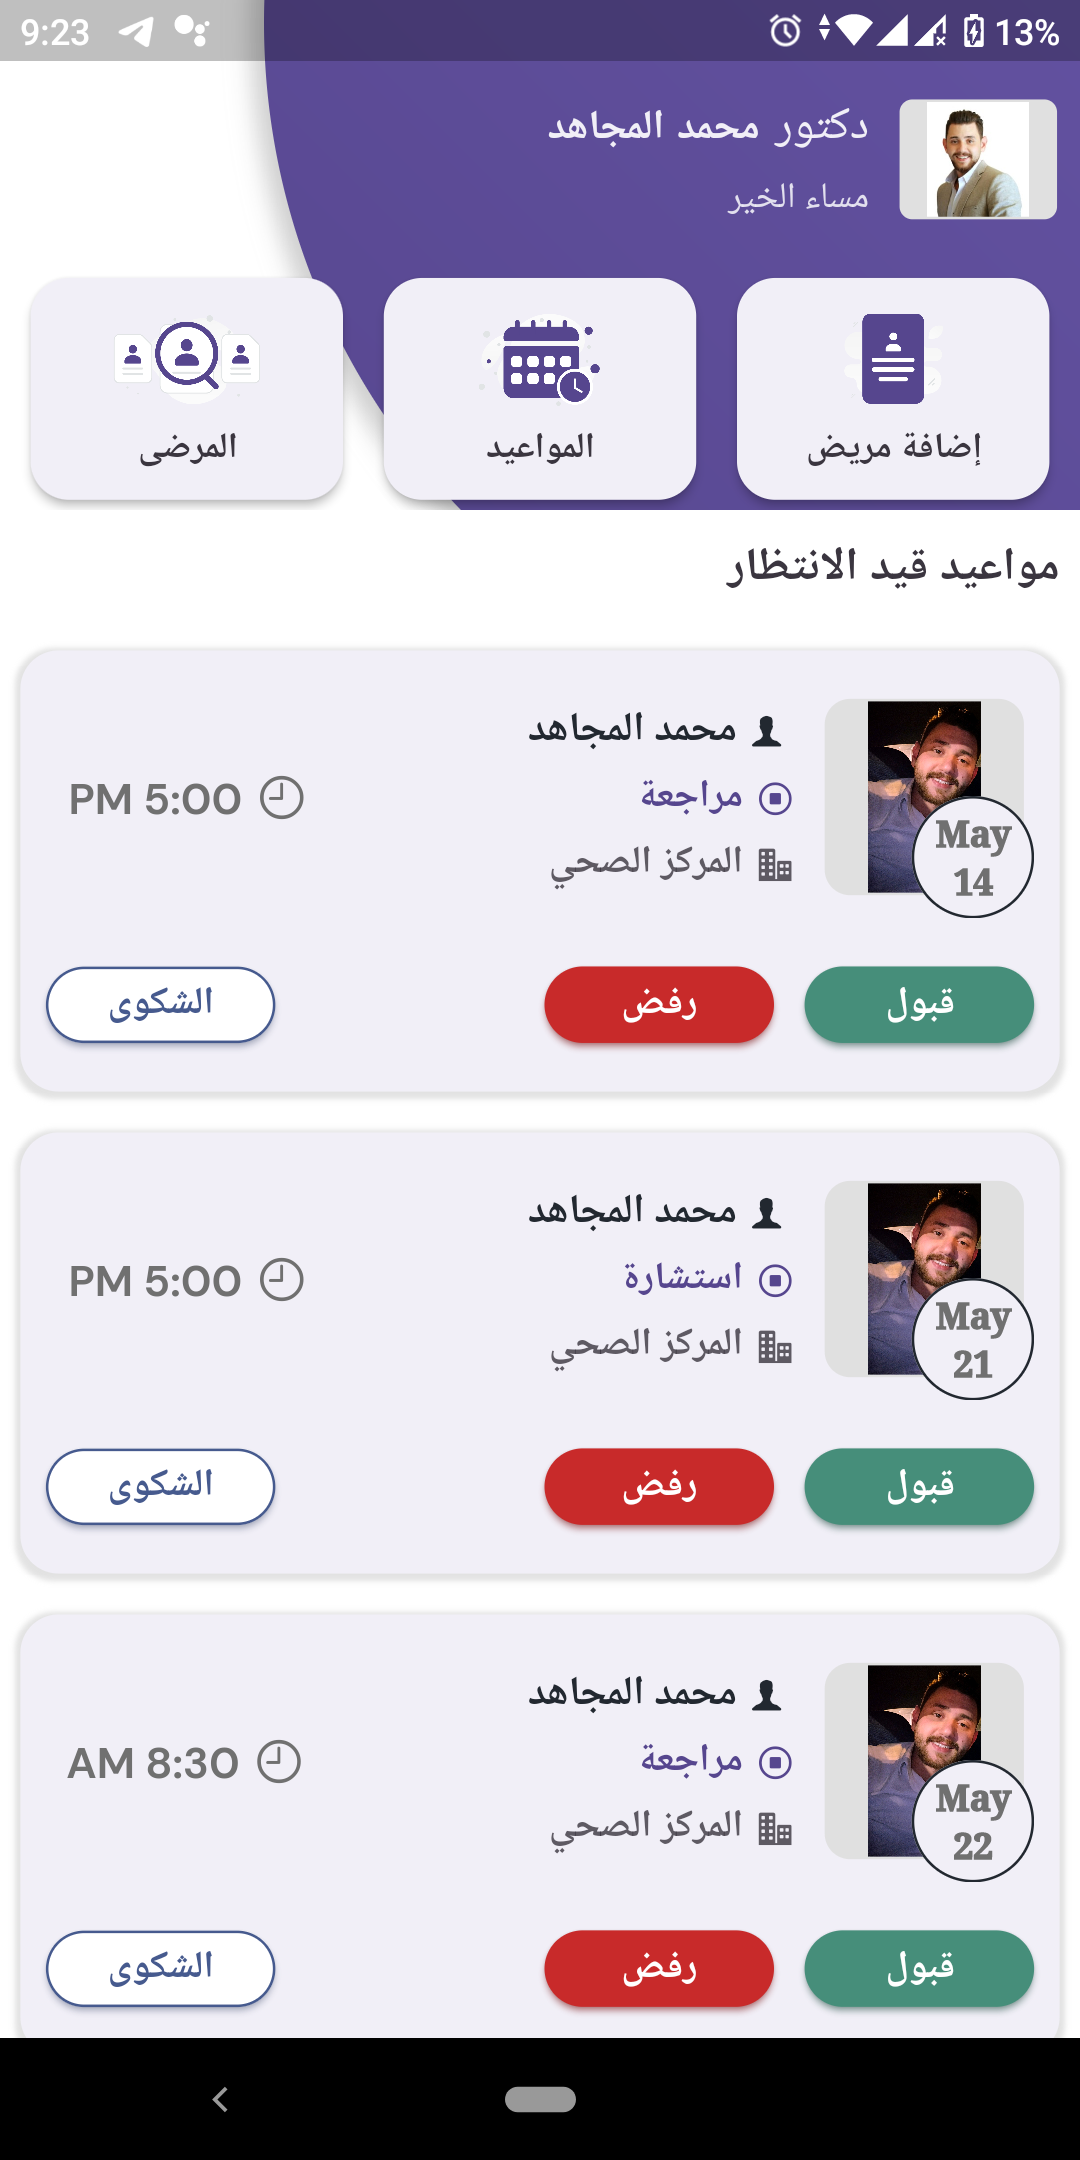 9:23
13%
دكتور محمد المجاهد
مساء الخير
إضافة مريض
المواعيد
المرضى
مواعيد قيد الانتظار
محمد المجاهد
مراجعة
PM 5:00
المركز الصحي
May
14
قبول
رفض
الشكوى
محمد المجاهد
استشارة
PM 5:00
المركز الصحي
May
21
قبول
رفض
الشكوى
محمد المجاهد
مراجعة
AM 8:30
المركز الصحي
May
22
قبول
رفض
الشكوى